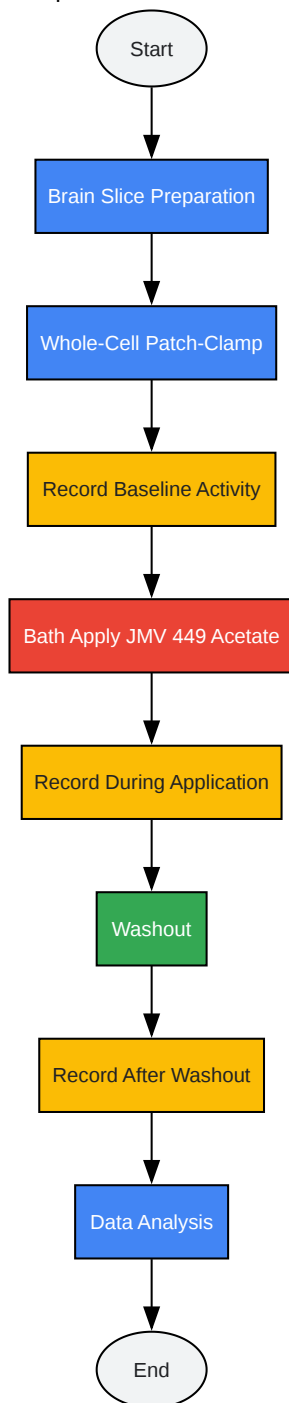 Start
Brain Slice Preparation
Whole-Cell Patch-Clamp
Record Baseline Activity
Bath Apply JMV 449 Acetate
Record During Application
Washout
Record After Washout
Data Analysis
End